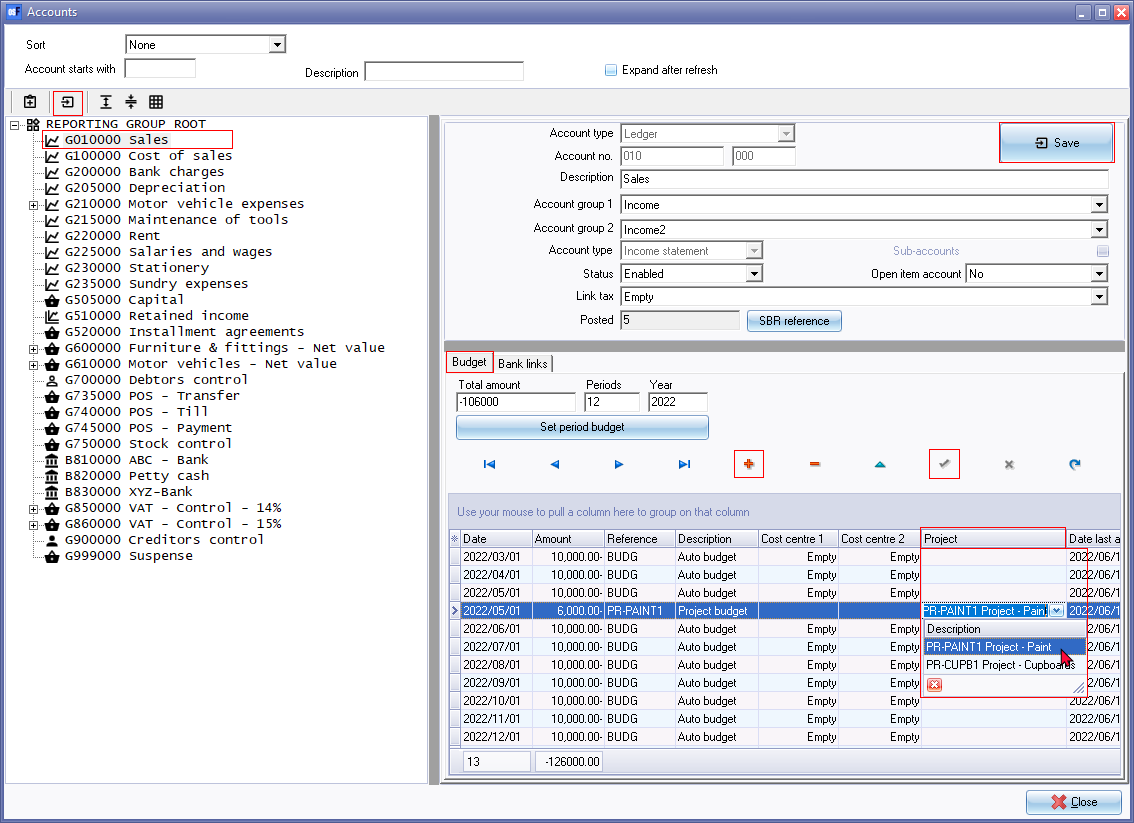 Accounts
Sort None
Account starts with
Description
Expand after refresh
REPORTING GROUP ROOT
G010000 Sales
G100000 Cost of sales
G200000 Bank charges
G205000 Depreciation
G210000 Motor vehicle expenses
G215000 Maintenance of tools
G220000 Rent
G225000 Salaries and wages
G230000 Stationery
G235000 Sundry expenses
G505000 Capital
G510000 Retained income
G520000 Installment agreements
G600000 Furniture & fittings - Net value
G610000 Motor vehicles - Net value
G700000 Debtors control
G735000 POS - Transfer
G740000 POS - Till
G745000 POS - Payment
G750000 Stock control
B810000 ABC - Bank
B820000 Petty cash
B830000 XYZ-Bank
G850000 VAT - Control - 14%
G860000 VAT - Control - 15%
G900000 Creditors control
G999000 Suspense
Account type Ledger
Save
Account no. 010 000
Description Sales
Account group 1 Income
Account group 2 Income2
Account type Income statement Sub-accounts
Status Enabled Open item account No
Link tax Empty
Posted 5 SBR reference
Budget Bank links
Total amount Periods Year
-106000 12 2022
Set period budget
Use your mouse to pull a column here to group on that column
Date Amount Reference Description Cost centre 1 Cost centre 2 Project Date last a
2022/03/01 10,000.00- BUDG Auto budget Empty Empty 2022/06/1
2022/04/01 10,000.00- BUDG Auto budget Empty Empty 2022/06/1
2022/05/01 10,000.00- BUDG Auto budget Empty Empty 2022/06/1
2022/05/01 6,000.00- PR-PAINT1 Project budget PR-PAINT1 Project - Paint 2022/06/1
2022/06/01 10,000.00- BUDG Auto budget Empty Empty Description 2022/06/1
2022/07/01 10,000.00- BUDG Auto budget Empty Empty PR-PAINT1 Project - Paint 2022/06/1
2022/08/01 10,000.00- BUDG Auto budget Empty Empty PR-CUPB1 Project - Cupboards 2022/06/1
2022/09/01 10,000.00- BUDG Auto budget Empty Empty 2022/06/1
2022/10/01 10,000.00- BUDG Auto budget Empty Empty 2022/06/1
2022/11/01 10,000.00- BUDG Auto budget Empty Empty 2022/06/1
2022/12/01 10,000.00- BUDG Auto budget Empty Empty 2022/06/1
13 -126000.00
Close